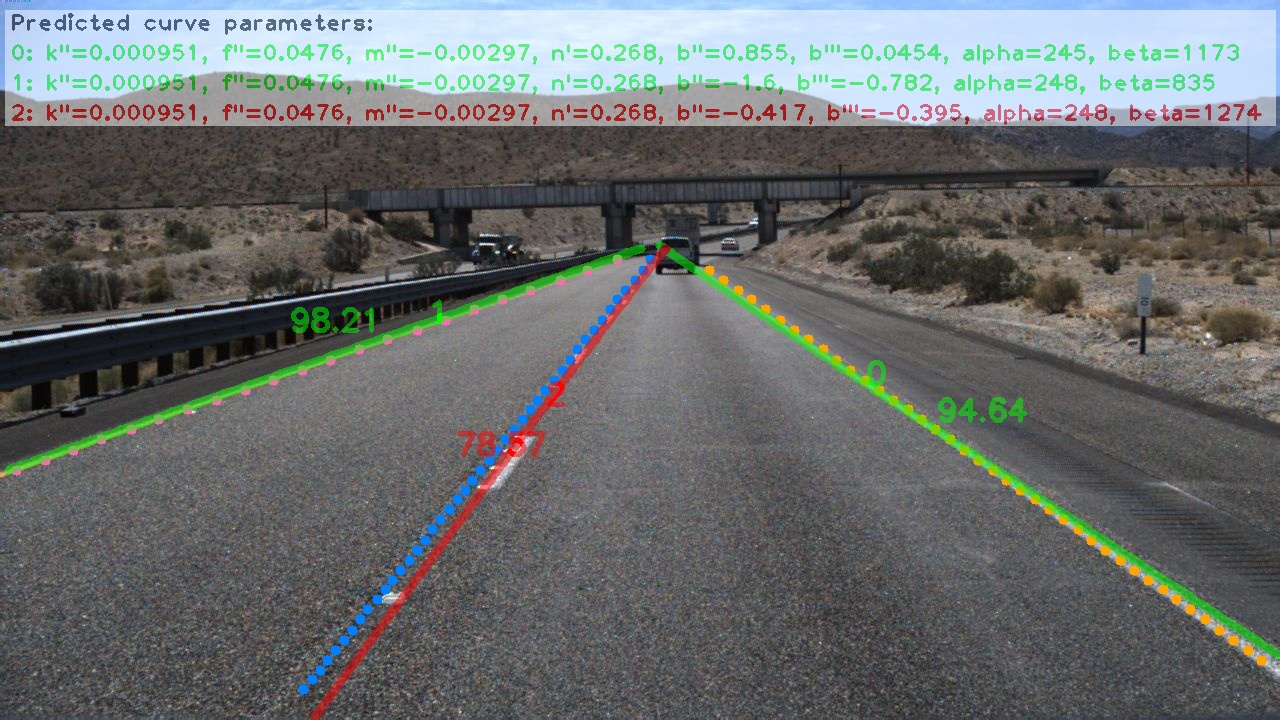 Predicted curve parameters:
0: k''=0.000951, f''=0.0476, m''=−0.00297, n'=0.268, b''=0.855, b'''=0.0454, alpha=245, beta=1173
1: k''=0.000951, f''=0.0476, m''=−0.00297, n'=0.268, b''=−1.6, b'''=−0.782, alpha=248, beta=835
2: k''=0.000951, f''=0.0476, m''=−0.00297, n'=0.268, b''=−0.417, b'''=−0.395, alpha=248, beta=1274
98.21
1
0
2
94.64
78.57